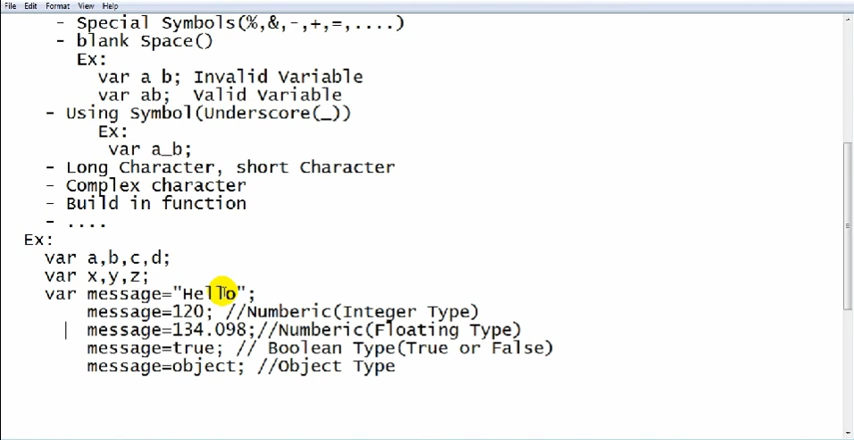 File Edit Format View Help
- Special Symbols(%,&,-,+,=,....)
- blank Space()
Ex:
var a b; Invalid Variable
var ab; Valid Variable
- Using Symbol(Underscore(_))
Ex:
var a_b;
- Long Character, short Character
- Complex character
- Build in function
- ....
Ex:
var a,b,c,d;
var x,y,z;
var message="Hello";
message=120; //Numberic(Integer Type)
message=134.098;//Numberic(Floating Type)
message=true; // Boolean Type(True or False)
message=object; //Object Type